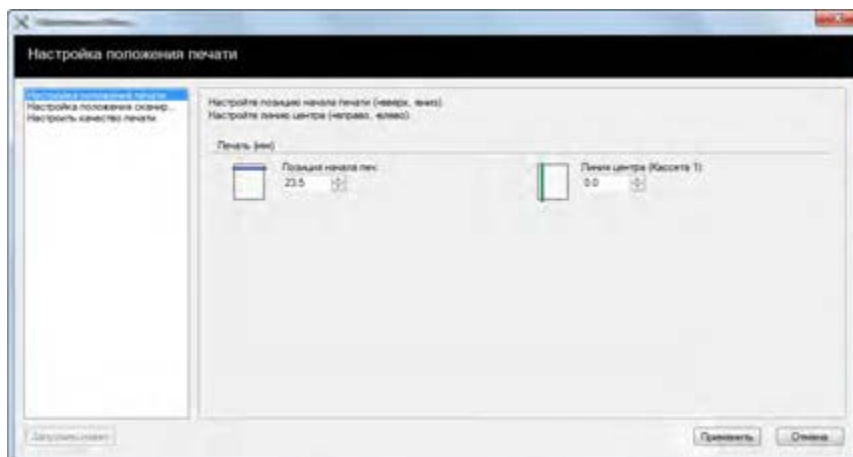 Настройка положения печати
Настройка положения печати
Настройка положения сканир...
Настроить качество печати
Настройте позицию начала печати (вверх, вниз).
Настройте линию центра (направо, влево).
Печать (мм)
Позиция начала печ:
23.5
Линия центра (Кассета 1):
0.0
Применить
Отмена